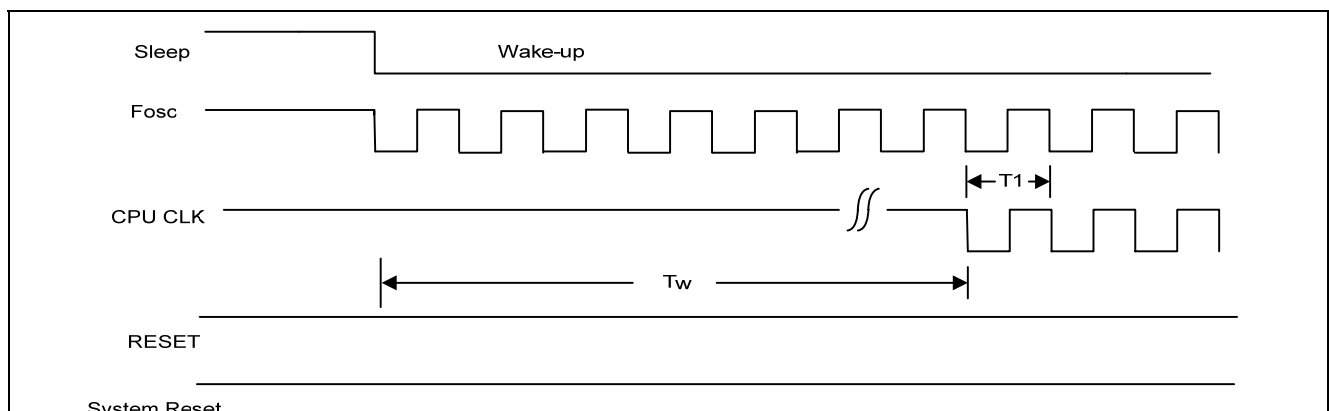 Sleep
Wake-up
Fosc
T1
CPU CLK
Tw
RESET
System Reset